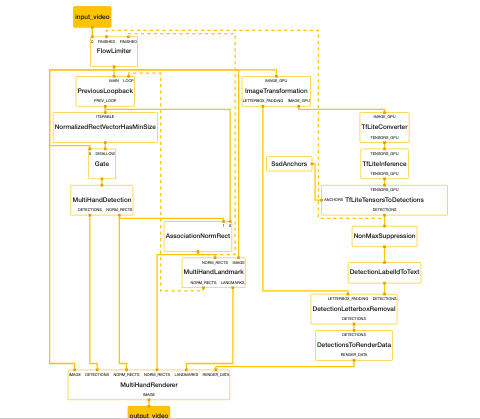 input_video
0 FINISHED FINISHED
FlowLimiter
MAIN LOOP
PreviousLoopback
PREV_LOOP
IMAGE_GPU
ImageTransformation
LETTERBOX_PADDING IMAGE_GPU
ITERABLE
NormalizedRectVectorHasMinSize
IMAGE_GPU
TfLiteConverter
TENSORS_GPU
DISALLOW
Gate
TENSORS_GPU
TfLiteInference
TENSORS_GPU
SsdAnchors
MultiHandDetection
DETECTIONS NORM_RECTS
TENSORS_GPU
ANCHORS TfLiteTensorsToDetections
DETECTIONS
AssociationNormRect
NonMaxSuppression
NORM_RECTS IMAGE
MultiHandLandmark
NORM_RECTS LANDMARKS
DetectionLabelIdToText
LETTERBOX_PADDING DETECTIONS
DetectionLetterboxRemoval
DETECTIONS
DETECTIONS
DetectionsToRenderData
RENDER_DATA
IMAGE DETECTIONS NORM_RECTS NORM_RECTS LANDMARKS RENDER_DATA
MultiHandRenderer
IMAGE
output_video